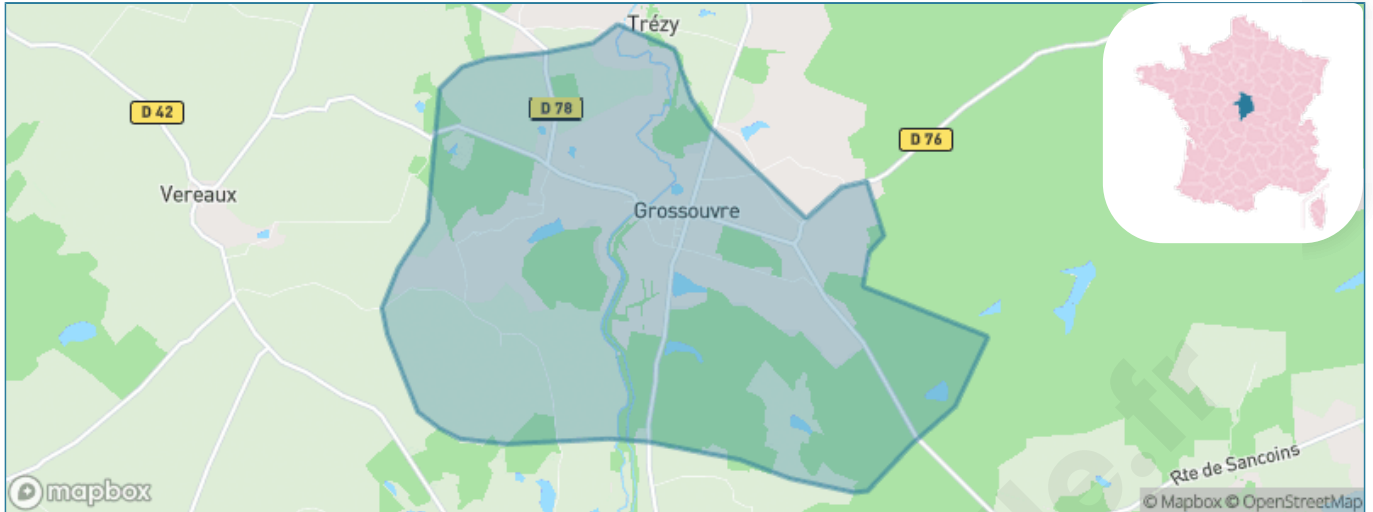 Trézy
D 42
D 78
D 76
Vereaux
Grossouvre
Rte de Sancoins
mapbox
© Mapbox © OpenStreetMap